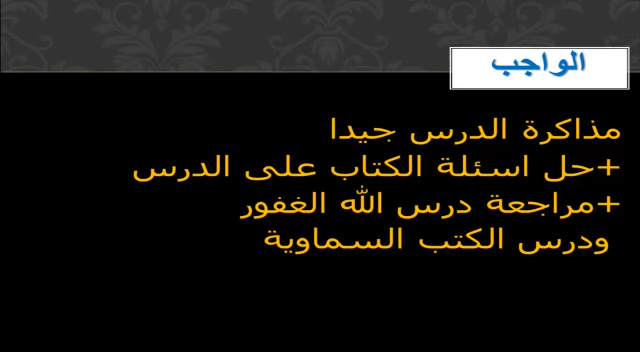 الواجب
مذاكرة الدرس جيدا
+حل اسئلة الكتاب على الدرس
+مراجعة درس الله الغفور
ودرس الكتب السماوية